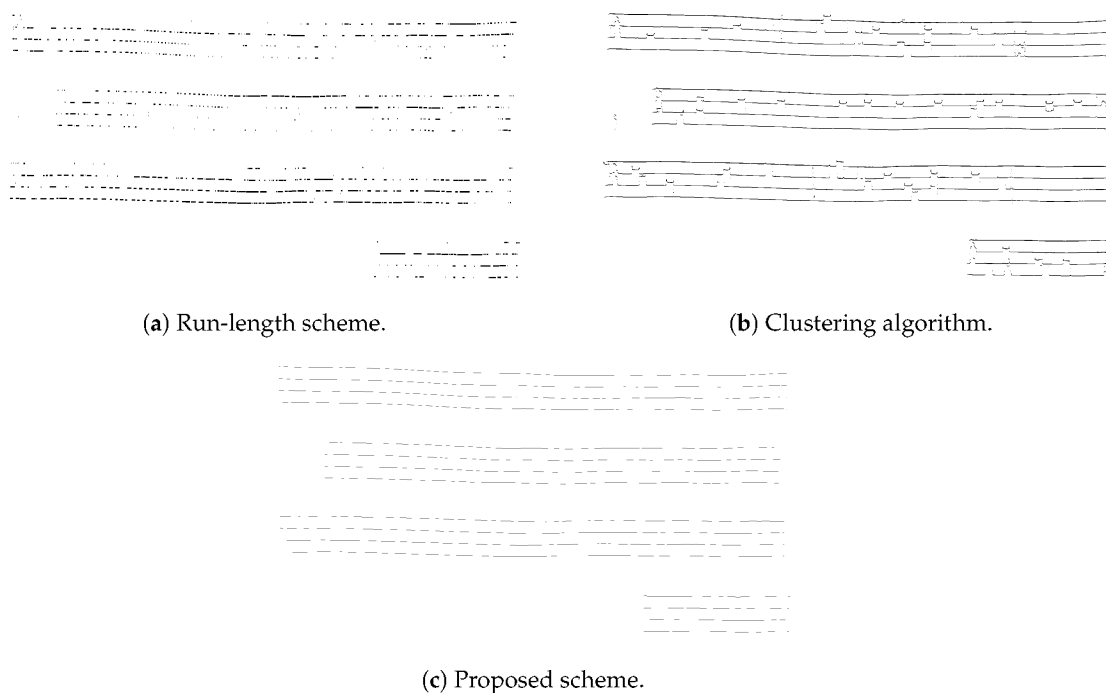 (a) Run-length scheme.
(b) Clustering algorithm.
(c) Proposed scheme.